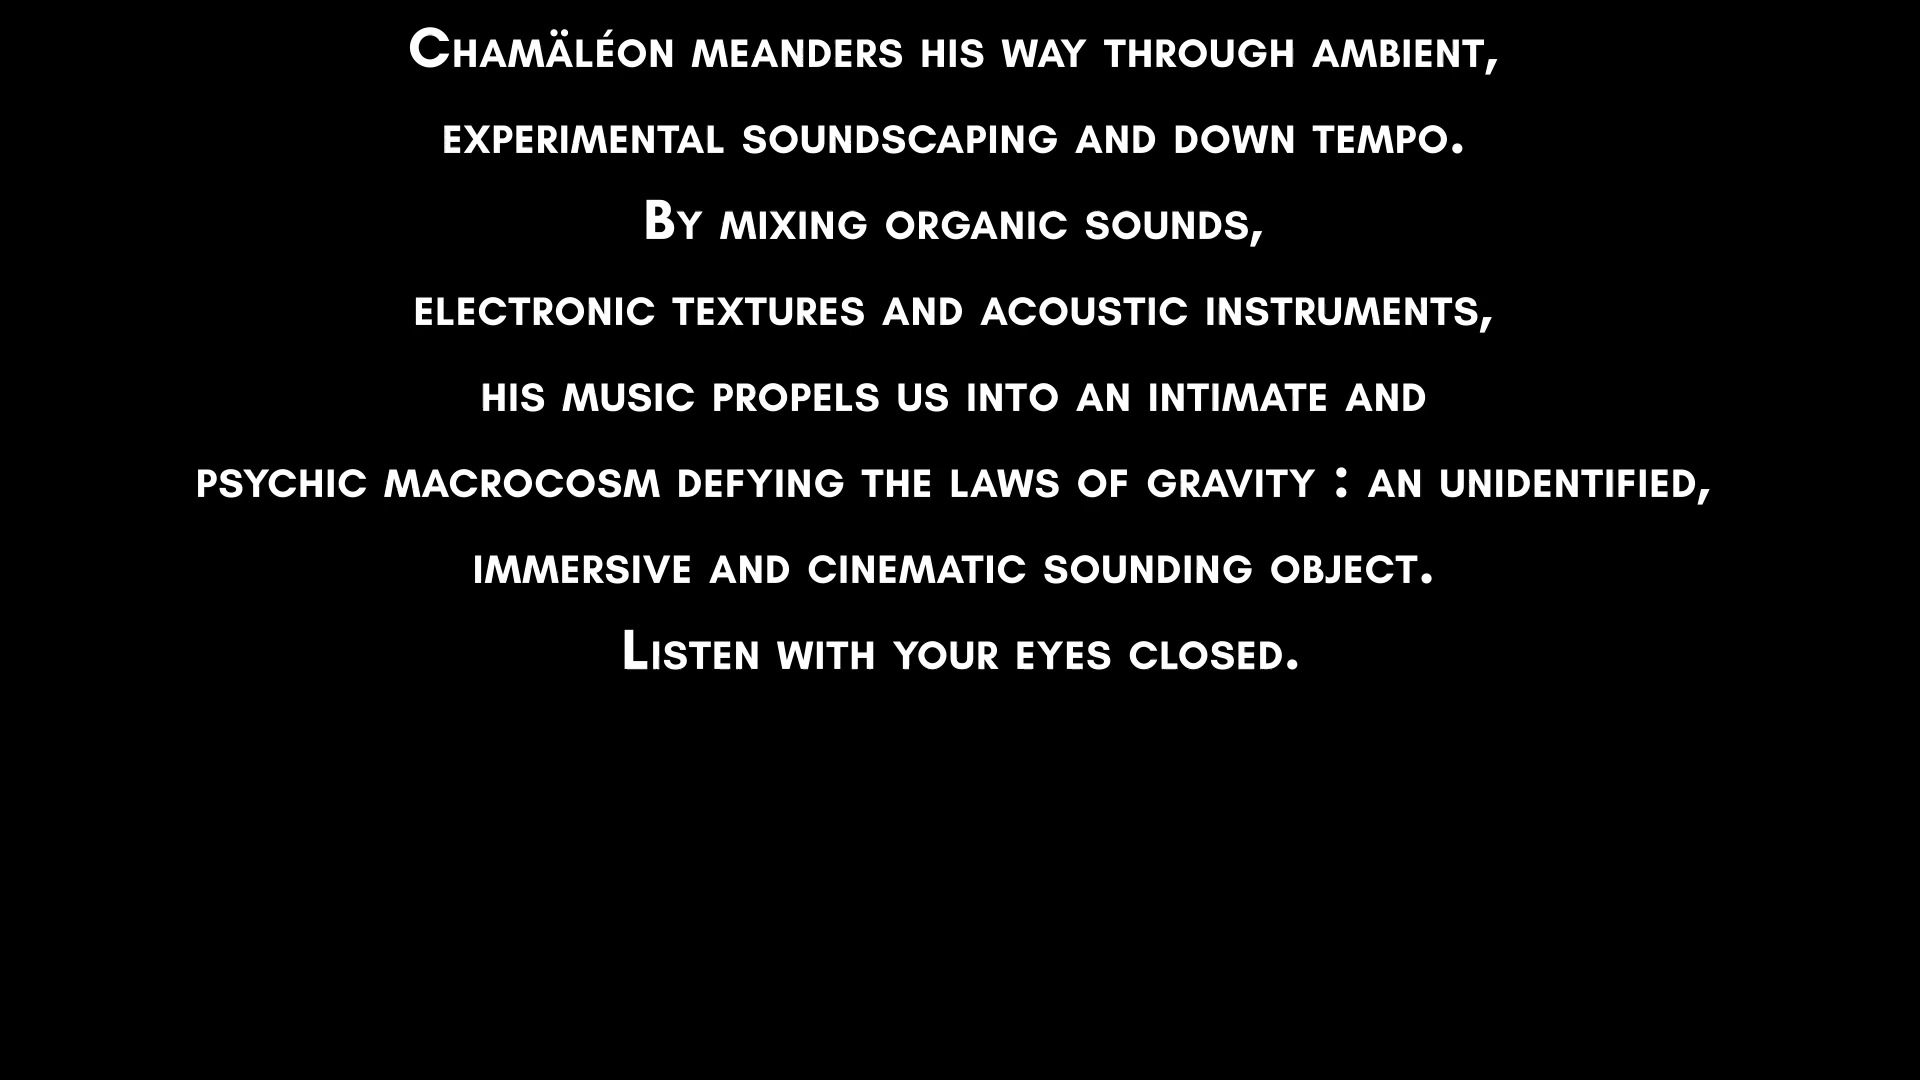 Chamäléon meanders his way through ambient,
experimental soundscaping and down tempo.
By mixing organic sounds,
electronic textures and acoustic instruments,
his music propels us into an intimate and
psychic macrocosm defying the laws of gravity : an unidentified,
immersive and cinematic sounding object.
Listen with your eyes closed.